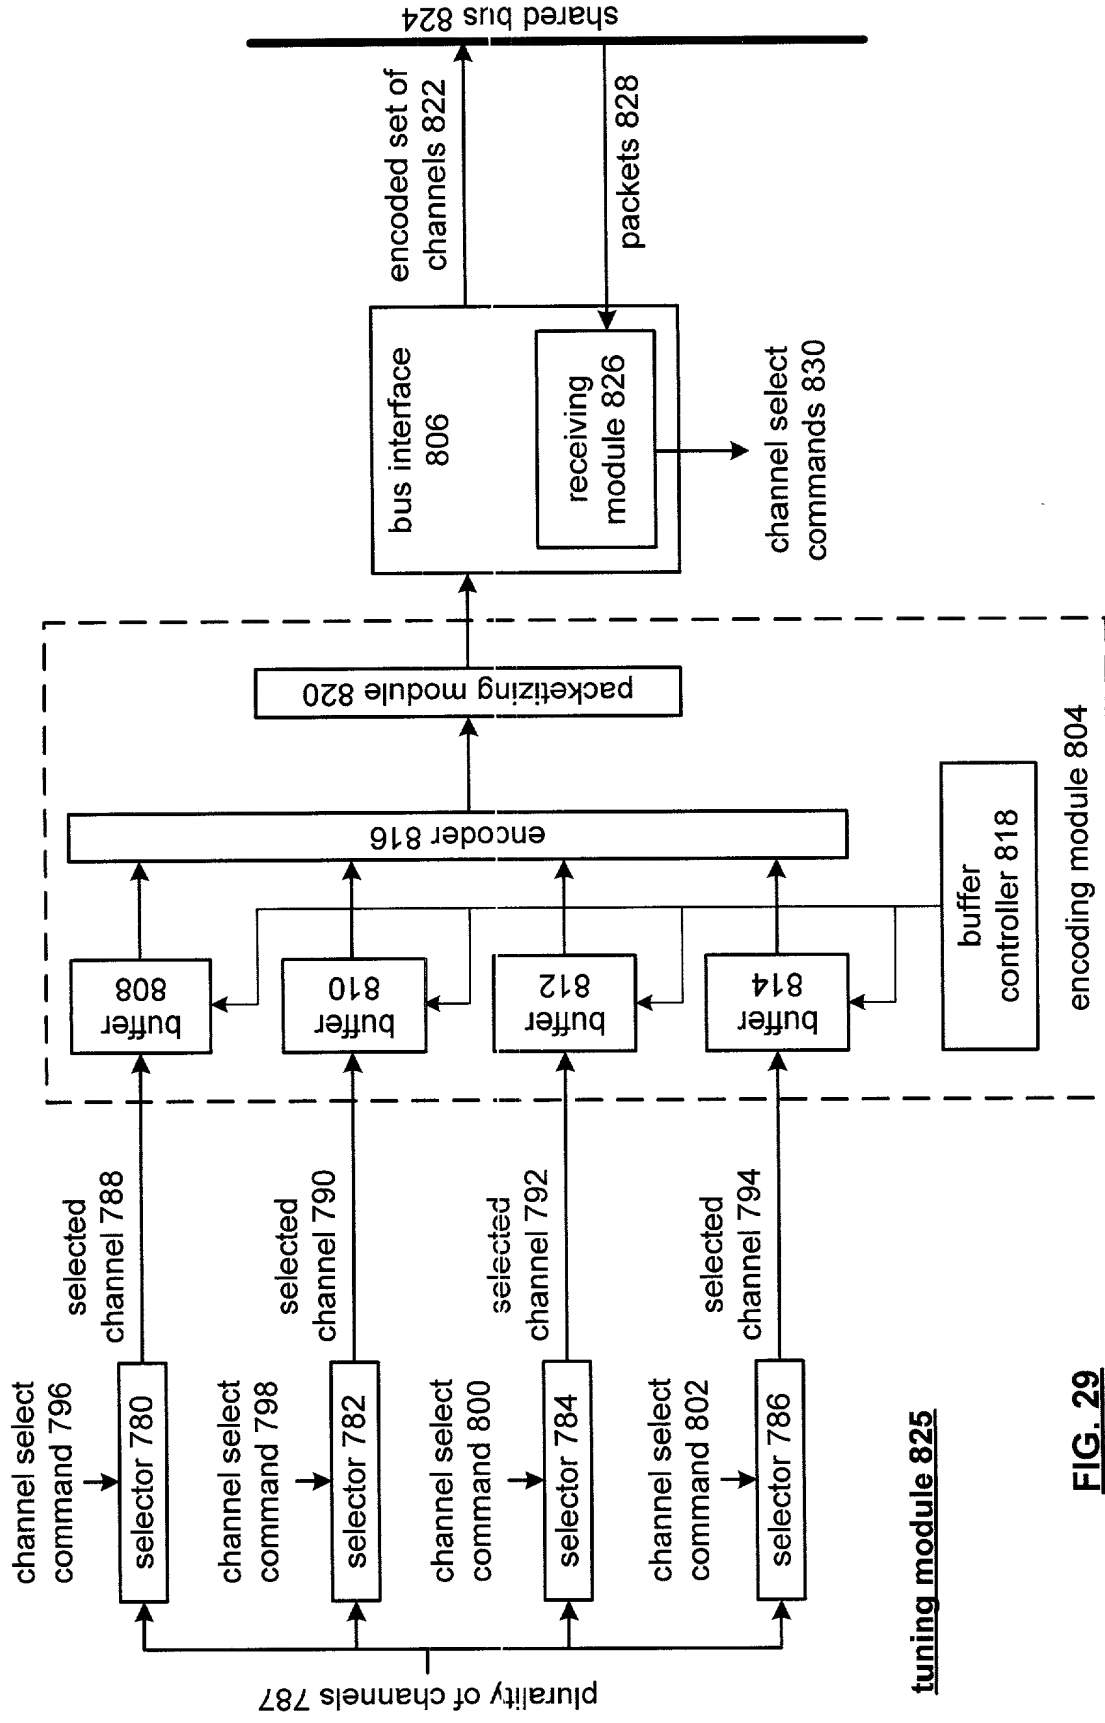 channel select
command 796
selector 780
selected
channel 788
buffer
808
channel select
command 798
selector 782
selected
channel 790
buffer
810
channel select
command 800
selector 784
selected
channel 792
buffer
812
channel select
command 802
selector 786
selected
channel 794
buffer
814
plurality of channels 787
encoder 816
packetizing module 820
buffer
controller 818
encoding module 804
bus interface
806
receiving
module 826
channel select
commands 830
encoded set of
channels 822
packets 828
shared bus 824
tuning module 825
FIG. 29